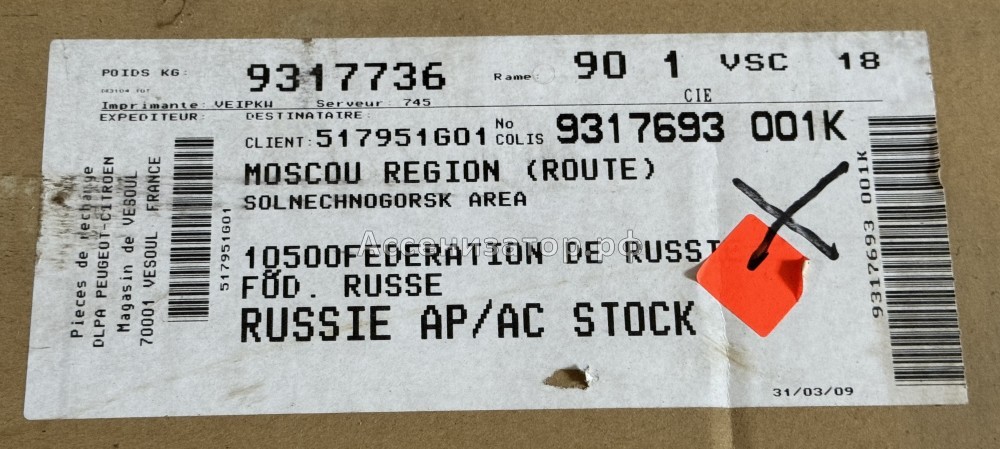 POIDS KG: 9317736 Rame: 90 1 VSC 18
CIE
Imprimante: VEIPKW Serveur: 745
EXPEDITEUR: DESTINATAIRE:
CLIENT: 517951G01 No COLIS 9317693 001K
MOSCOU REGION (ROUTE)
SOLNECHNOGORSK AREA
10500FEDERATION DE RUSSI
FÖD. RUSSE
RUSSIE AP/AC STOCK
31/03/09
Pieces de rechange
DLPA PEUGEOT-CITROEN
Magasin de VESOUL
70001 VESOUL FRANCE
517951G01
9317693 001K
Ассенизатор.рф